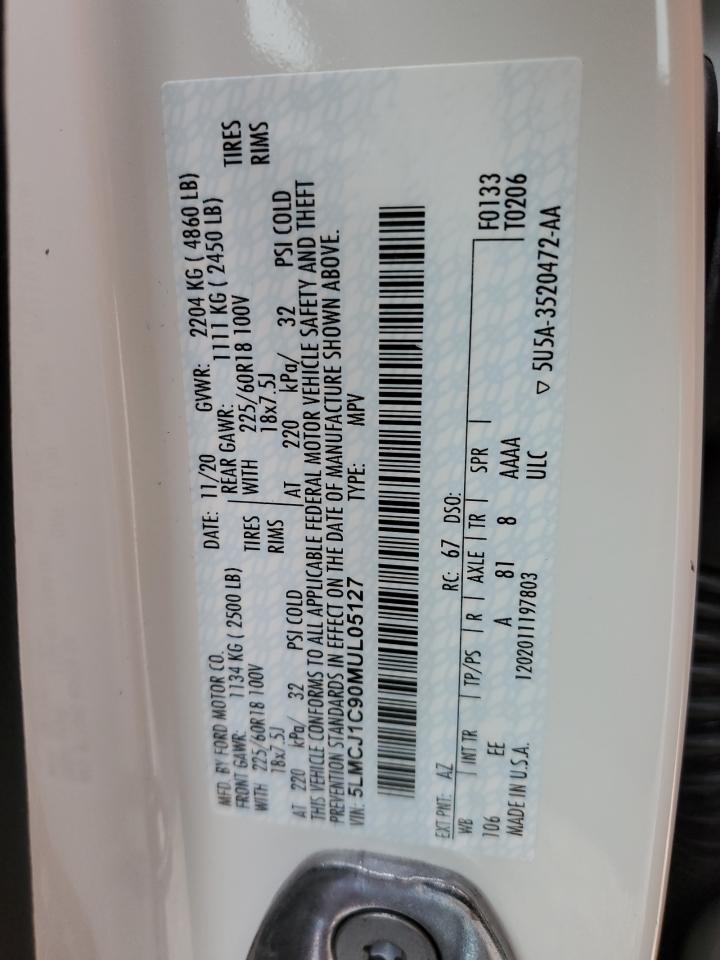 MFD. BY FORD MOTOR CO.
DATE: 11/20 GVWR: 2204 KG ( 4860 LB)
FRONT GAWR: 1134 KG ( 2500 LB) REAR GAWR: 1111 KG ( 2450 LB)
WITH 225/60R18 100V TIRES WITH 225/60R18 100V TIRES
18x7.5J RIMS 18x7.5J RIMS
AT 220 kPa/ 32 PSI COLD AT 220 kPa/ 32 PSI COLD
THIS VEHICLE CONFORMS TO ALL APPLICABLE FEDERAL MOTOR VEHICLE SAFETY AND THEFT
PREVENTION STANDARDS IN EFFECT ON THE DATE OF MANUFACTURE SHOWN ABOVE.
VIN: 5LMCJ1C90MUL05127 TYPE: MPV
EXT PNT: AZ RC: 67 DSO:
WB INT TR TP/PS R AXLE TR SPR F0133
106 EE A 81 8 AAAA T0206
MADE IN U.S.A. 1202011197803 ULC
▽ 5U5A-3520472-AA